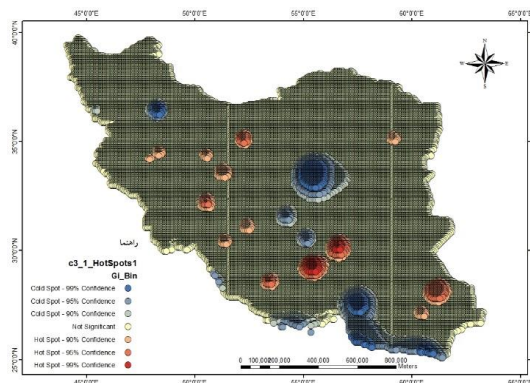 45°0'0"E 50°0'0"E 55°0'0"E 60°0'0"E 65°0'0"E
40°0'0"N
35°0'0"N
30°0'0"N
25°0'0"N
N
راهنما
c3_1_HotSpots1
Gi_Bin
Cold Spot - 99% Confidence
Cold Spot - 95% Confidence
Cold Spot - 90% Confidence
Not Significant
Hot Spot - 90% Confidence
Hot Spot - 95% Confidence
Hot Spot - 99% Confidence
0 100,000200,000 400,000 600,000 800,000
Meters
45°0'0"E 50°0'0"E 55°0'0"E 60°0'0"E